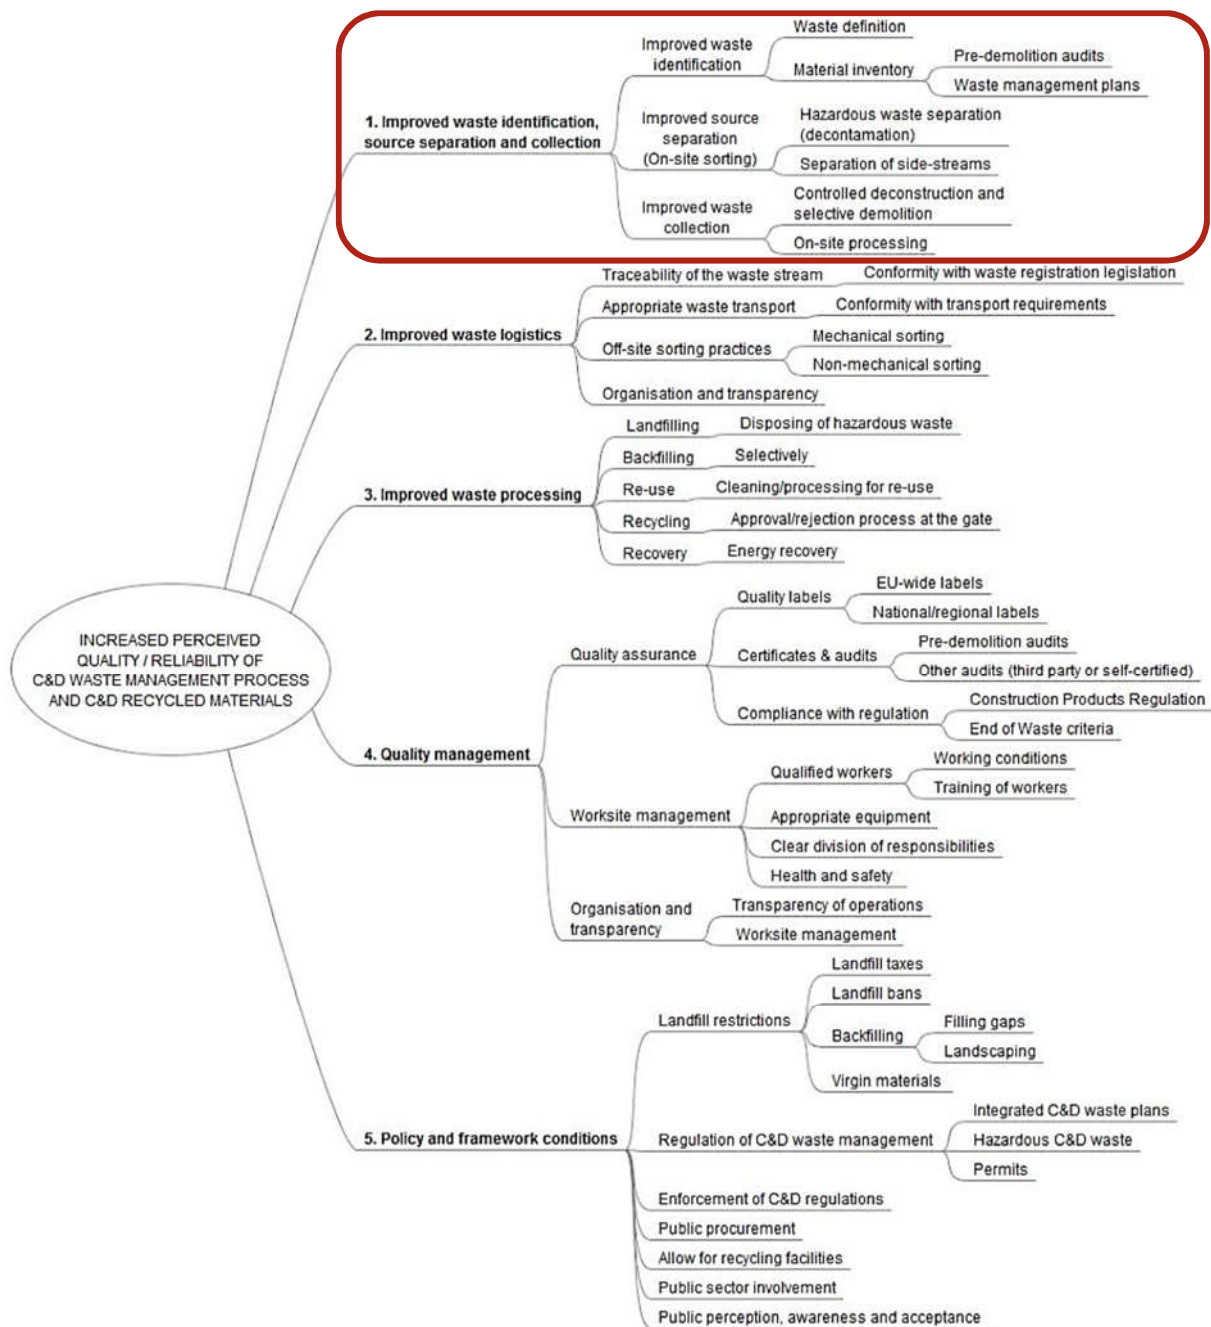 Waste definition
Improved waste
identification
Material inventory
Pre-demolition audits
Waste management plans
1. Improved waste identification,
source separation and collection
Improved source
separation
(On-site sorting)
Hazardous waste separation
(decontamation)
Separation of side-streams
Improved waste
collection
Controlled deconstruction and
selective demolition
On-site processing
2. Improved waste logistics
Traceability of the waste stream
Conformity with waste registration legislation
Appropriate waste transport
Conformity with transport requirements
Off-site sorting practices
Mechanical sorting
Non-mechanical sorting
Organisation and transparency
3. Improved waste processing
Landfilling
Disposing of hazardous waste
Backfilling
Selectively
Re-use
Cleaning/processing for re-use
Recycling
Approval/rejection process at the gate
Recovery
Energy recovery
INCREASED PERCEIVED
QUALITY / RELIABILITY OF
C&D WASTE MANAGEMENT PROCESS
AND C&D RECYCLED MATERIALS
4. Quality management
Quality assurance
Quality labels
EU-wide labels
National/regional labels
Certificates & audits
Pre-demolition audits
Other audits (third party or self-certified)
Compliance with regulation
Construction Products Regulation
End of Waste criteria
Worksite management
Qualified workers
Working conditions
Training of workers
Appropriate equipment
Clear division of responsibilities
Health and safety
Organisation and
transparency
Transparency of operations
Worksite management
5. Policy and framework conditions
Landfill restrictions
Landfill taxes
Landfill bans
Backfilling
Filling gaps
Landscaping
Virgin materials
Regulation of C&D waste management
Integrated C&D waste plans
Hazardous C&D waste
Permits
Enforcement of C&D regulations
Public procurement
Allow for recycling facilities
Public sector involvement
Public perception, awareness and acceptance